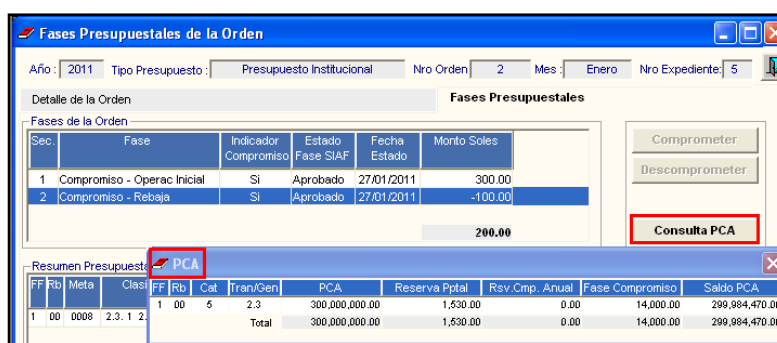 Fases Presupuestales de la Orden
Año : 2011 Tipo Presupuesto : Presupuesto Institucional Nro Orden 2 Mes : Enero Nro Expediente: 5
Detalle de la Orden Fases Presupuestales
Fases de la Orden
Sec. Fase Indicador Compromiso Estado Fase SIAF Fecha Estado Monto Soles
1 Compromiso - Operac Inicial Si Aprobado 27/01/2011 300.00
2 Compromiso - Rebaja Si Aprobado 27/01/2011 -100.00
200.00
Comprometer
Descomprometer
Consulta PCA
Resumen Presupuesta
FF Rb Meta Clasi
1 00 0008 2.3. 1 2.
PCA
FF Rb Cat Tran/Gen PCA Reserva Pptal Rsv.Cmp. Anual Fase Compromiso Saldo PCA
1 00 5 2.3 300,000,000.00 1,530.00 0.00 14,000.00 299,984,470.0
Total 300,000,000.00 1,530.00 0.00 14,000.00 299,984,470.0